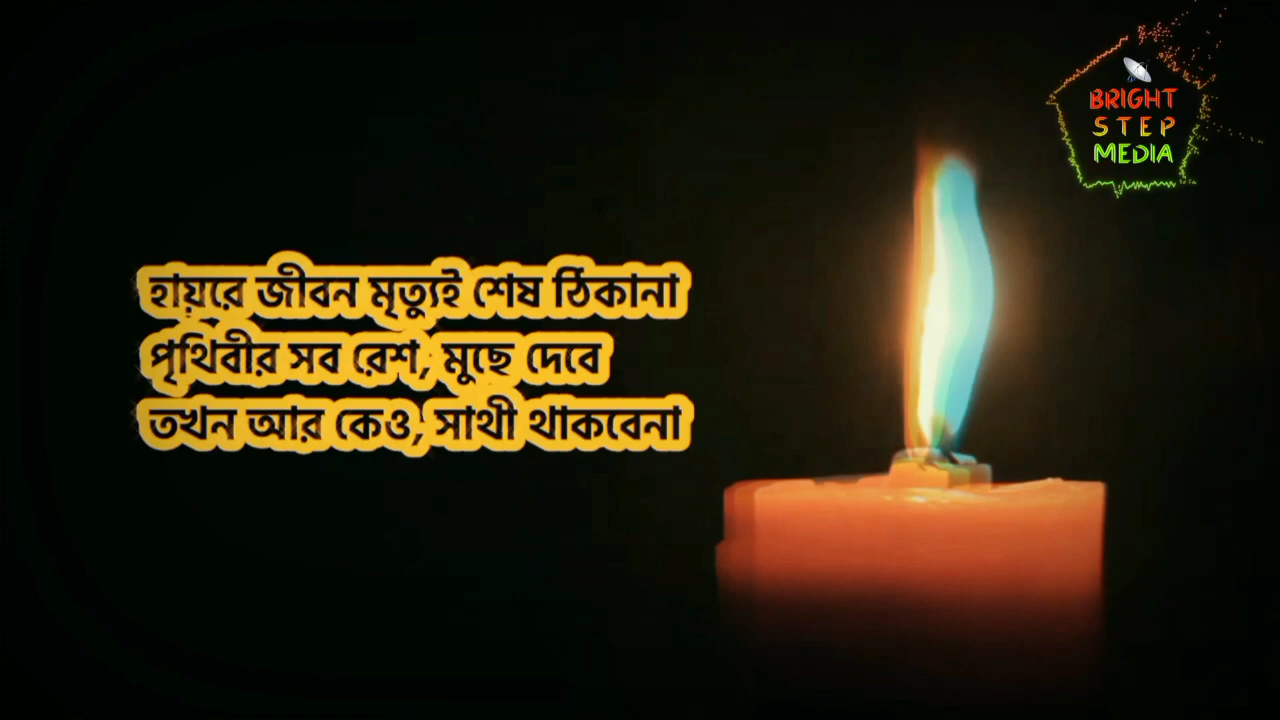 হায়রে জীবন মৃত্যুই শেষ ঠিকানা
পৃথিবীর সব রেশ, মুছে দেবে
তখন আর কেও, সাথী থাকবেনা
BRIGHT
STEP
MEDIA